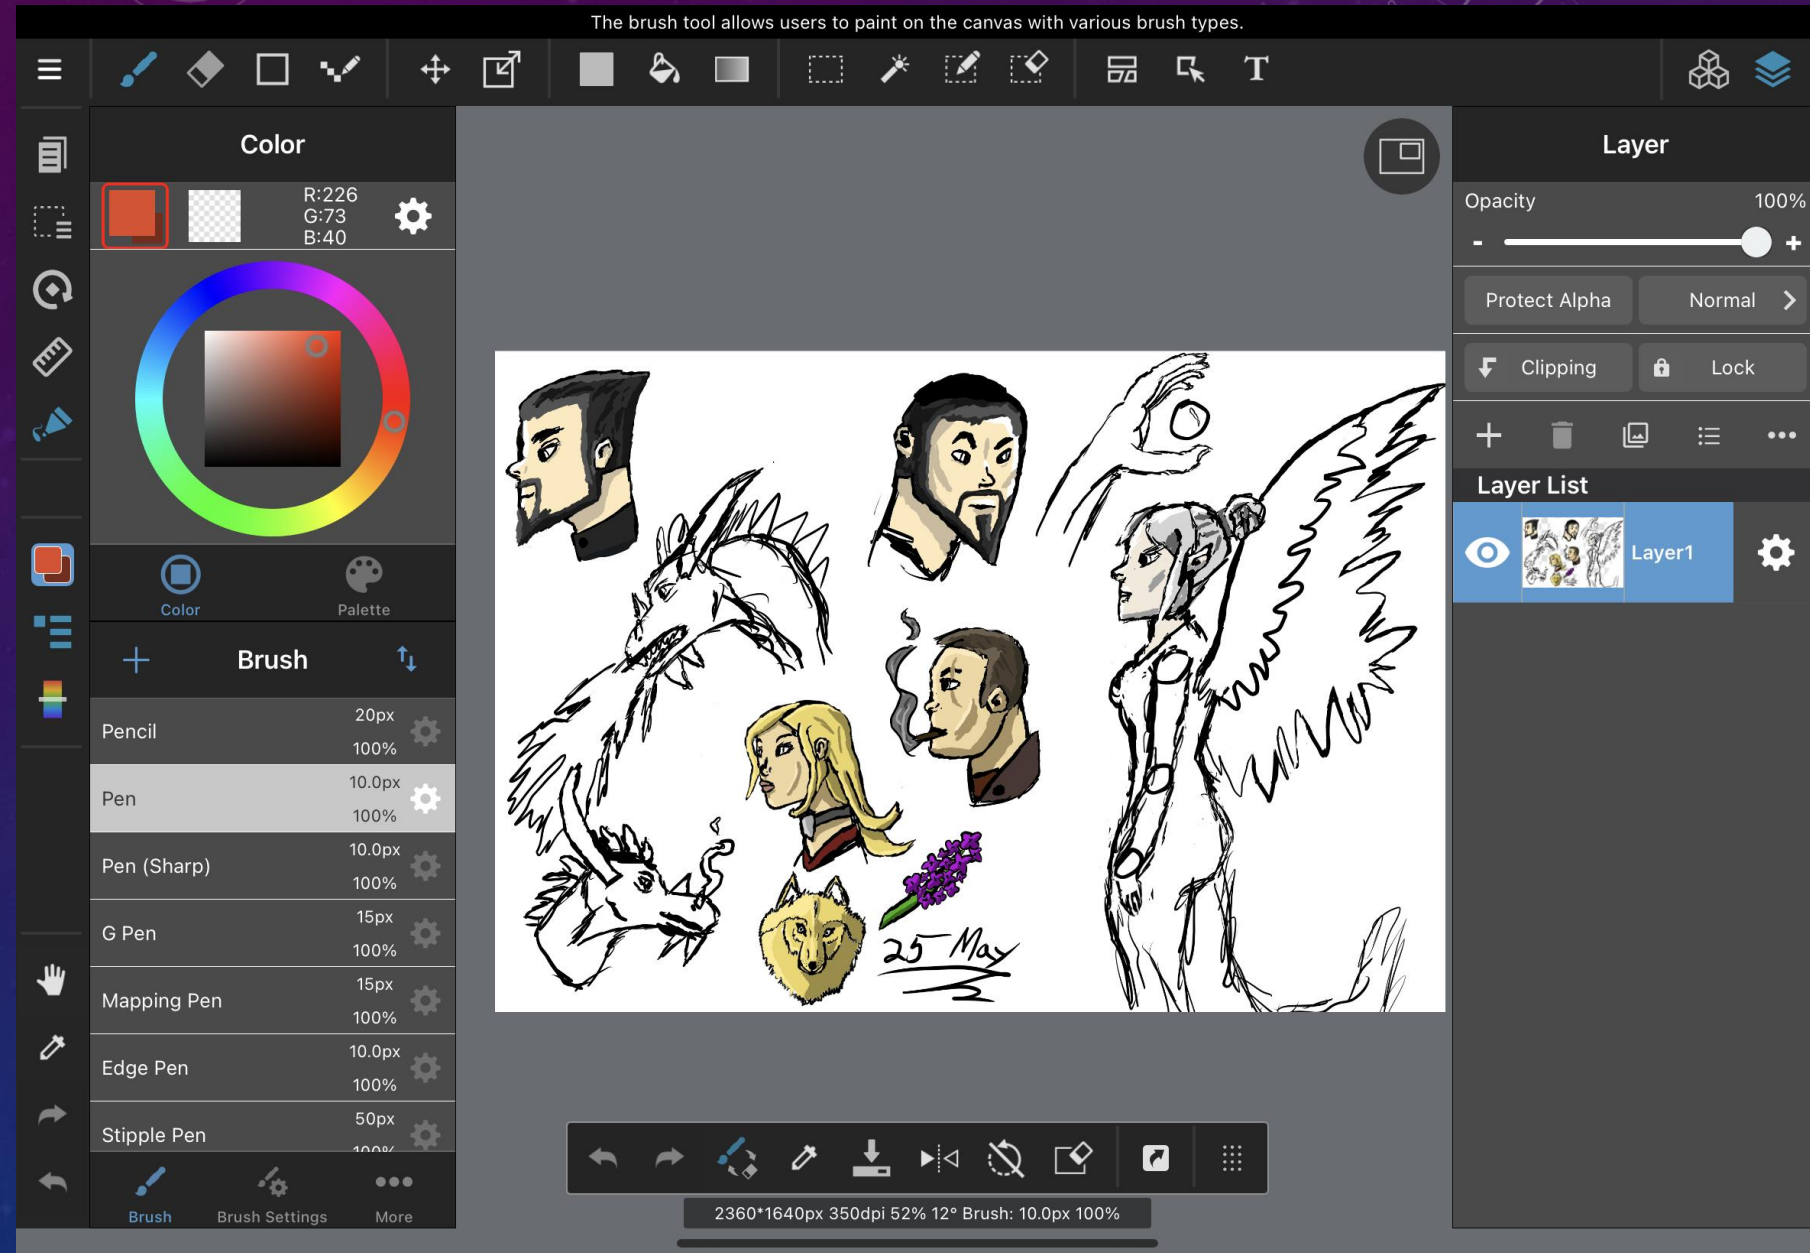 The brush tool allows users to paint on the canvas with various brush types.
T
Color
R:226
G:73
B:40
Color
Palette
Brush
Pencil
20px
100%
Pen
10.0px
100%
Pen (Sharp)
10.0px
100%
G Pen
15px
100%
Mapping Pen
15px
100%
Edge Pen
10.0px
100%
Stipple Pen
50px
100%
Brush
Brush Settings
More
25 May
2360*1640px 350dpi 52% 12° Brush: 10.0px 100%
Layer
Opacity
100%
- +
Protect Alpha
Normal
Clipping
Lock
Layer List
Layer1